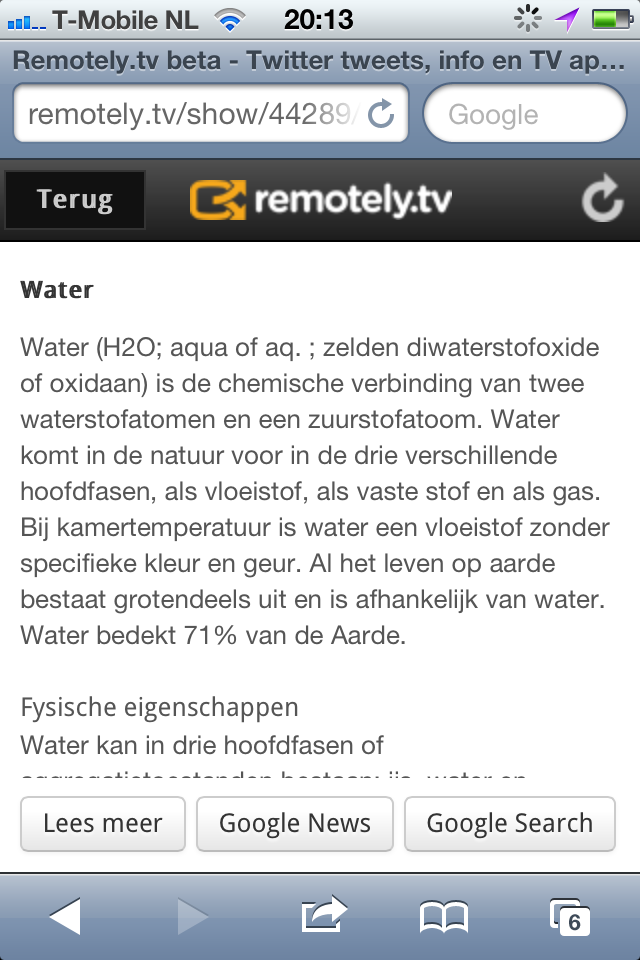 T-Mobile NL 20:13
Remotely.tv beta - Twitter tweets, info en TV ap...
remotely.tv/show/44289/
Google
Terug
remotely.tv
Water
Water (H2O; aqua of aq. ; zelden diwaterstofoxide
of oxidaan) is de chemische verbinding van twee
waterstofatomen en een zuurstofatoom. Water
komt in de natuur voor in de drie verschillende
hoofdfasen, als vloeistof, als vaste stof en als gas.
Bij kamertemperatuur is water een vloeistof zonder
specifieke kleur en geur. Al het leven op aarde
bestaat grotendeels uit en is afhankelijk van water.
Water bedekt 71% van de Aarde.
Fysische eigenschappen
Water kan in drie hoofdfasen of
aggregatietoestanden bestaan: ijs, water en
Lees meer
Google News
Google Search
6